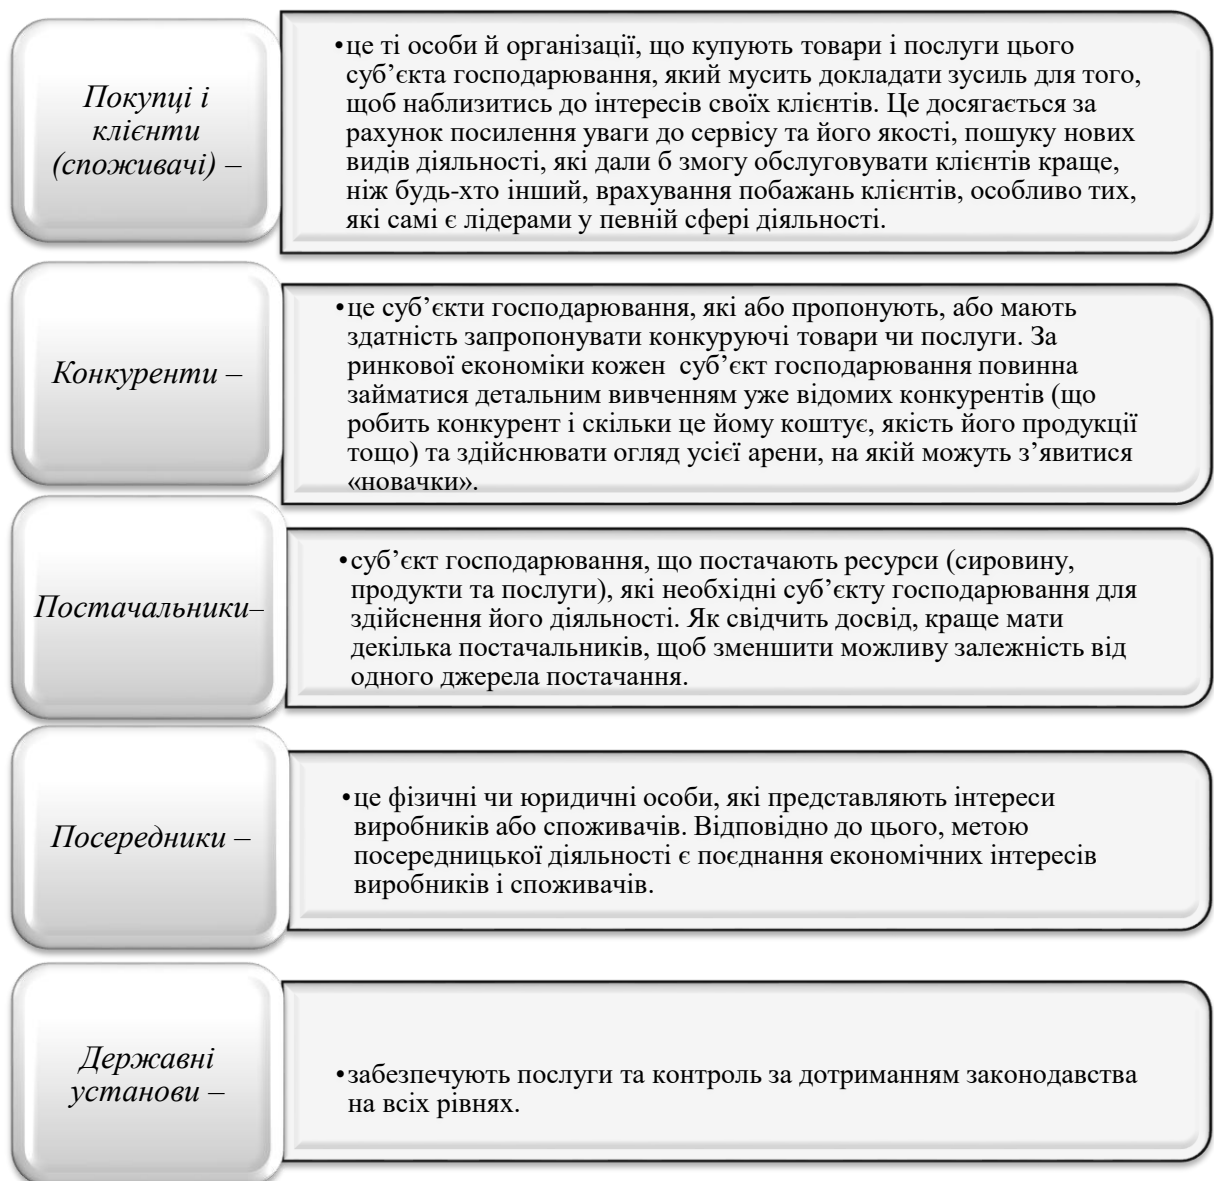 Покупці і
клієнти
(споживачі) –
•це ті особи й організації, що купують товари і послуги цього
суб’єкта господарювання, який мусить докладати зусиль для того,
щоб наблизитись до інтересів своїх клієнтів. Це досягається за
рахунок посилення уваги до сервісу та його якості, пошуку нових
видів діяльності, які дали б змогу обслуговувати клієнтів краще,
ніж будь-хто інший, врахування побажань клієнтів, особливо тих,
які самі є лідерами у певній сфері діяльності.
Конкуренти –
•це суб’єкти господарювання, які або пропонують, або мають
здатність запропонувати конкуруючі товари чи послуги. За
ринкової економіки кожен  суб’єкт господарювання повинна
займатися детальним вивченням уже відомих конкурентів (що
робить конкурент і скільки це йому коштує, якість його продукції
тощо) та здійснювати огляд усієї арени, на якій можуть з’явитися
«новачки».
Постачальники–
•суб’єкт господарювання, що постачають ресурси (сировину,
продукти та послуги), які необхідні суб’єкту господарювання для
здійснення його діяльності. Як свідчить досвід, краще мати
декілька постачальників, щоб зменшити можливу залежність від
одного джерела постачання.
Посередники –
•це фізичні чи юридичні особи, які представляють інтереси
виробників або споживачів. Відповідно до цього, метою
посередницької діяльності є поєднання економічних інтересів
виробників і споживачів.
Державні
установи –
•забезпечують послуги та контроль за дотриманням законодавства
на всіх рівнях.